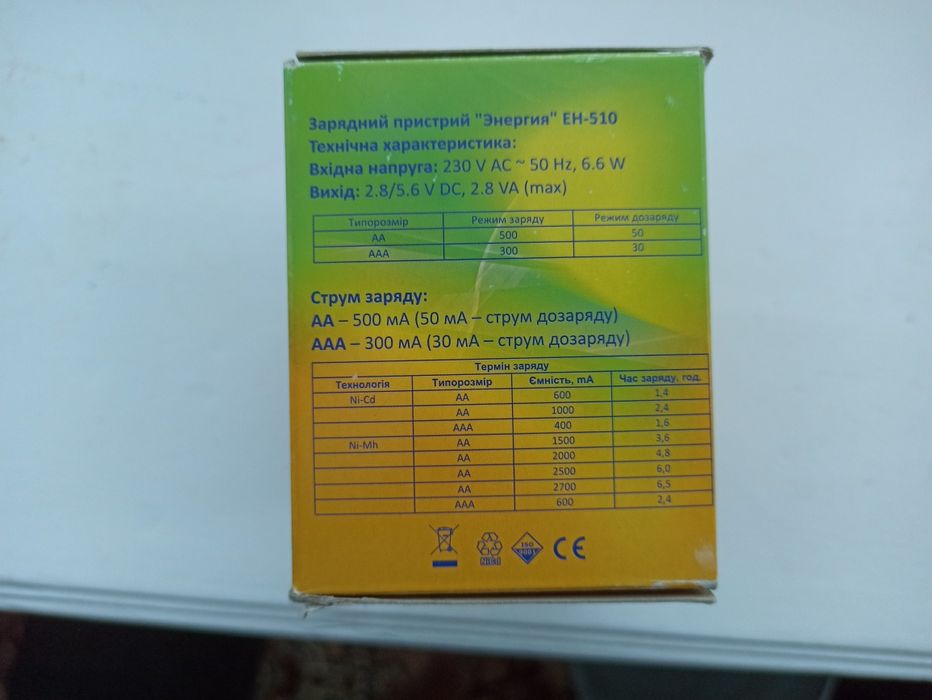 Зарядний пристрий "Энергия" ЕН-510
Технічна характеристика:
Вхідна напруга: 230 V AC ~ 50 Hz, 6.6 W
Вихід: 2.8/5.6 V DC, 2.8 VA (max)
Типорозмір Режим заряду Режим дозаряду
АА 500 50
ААА 300 30
Струм заряду:
АА – 500 мА (50 мА – струм дозаряду)
ААА – 300 мА (30 мА – струм дозаряду)
Термін заряду
Технологія Типорозмір Ємність, mA Час заряду, год.
Ni-Cd АА 600 1,4
АА 1000 2,4
ААА 400 1,6
Ni-Mh АА 1500 3,6
АА 2000 4,8
АА 2500 6,0
АА 2700 6,5
ААА 600 2,4
ISO
9001
CE